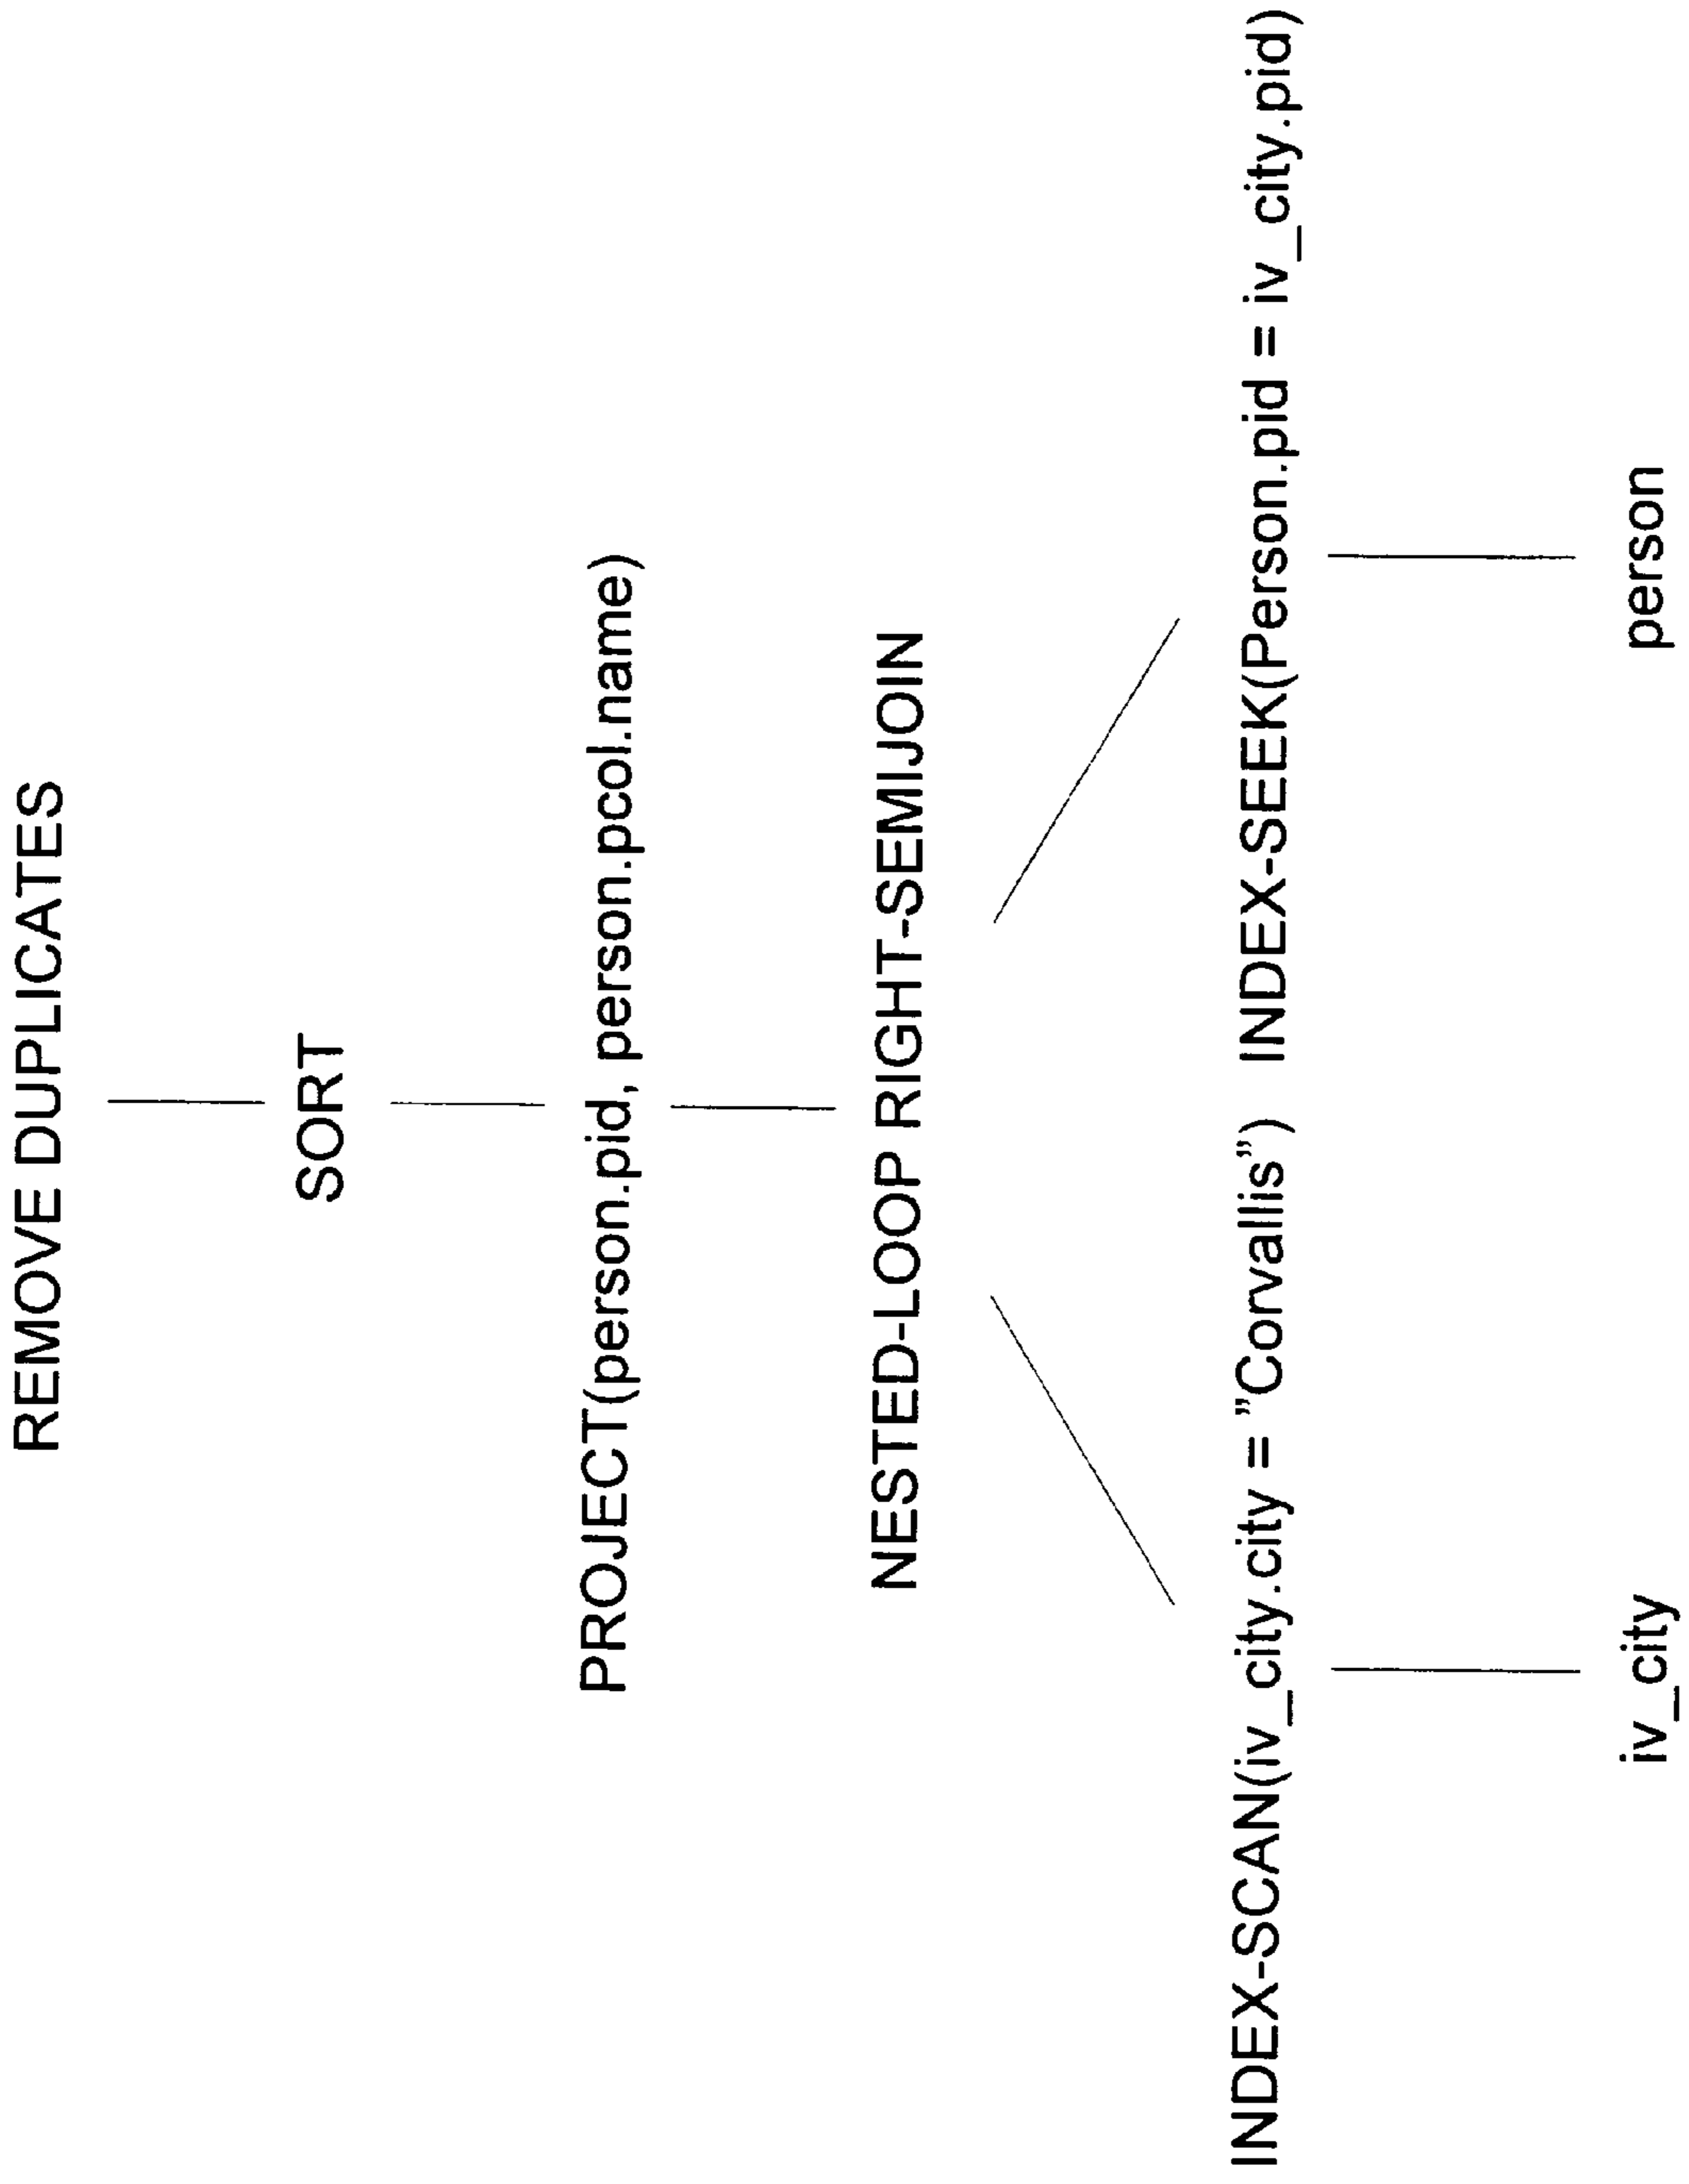 REMOVE DUPLICATES
SORT
PROJECT(person.pid, person.pcol.name)
NESTED-LOOP RIGHT-SEMIJOIN
INDEX-SCAN(iv_city.city = ”Corvallis”) INDEX-SEEK(Person.pid = iv_city.pid)
iv_city person